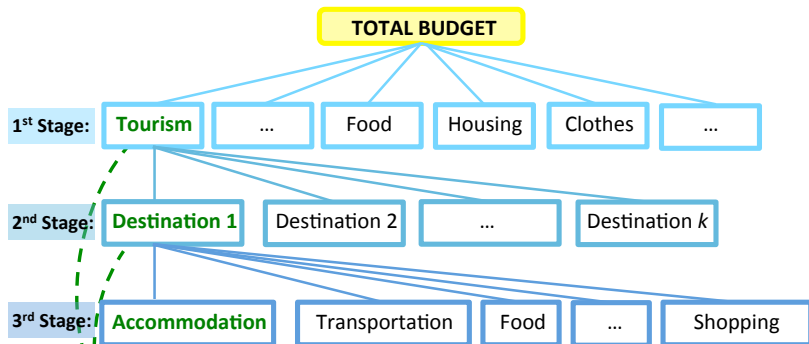 TOTAL BUDGET
1st Stage: Tourism ... Food Housing Clothes ...
2nd Stage: Destination 1 Destination 2 ... Destination k
3rd Stage: Accommodation Transportation Food ... Shopping